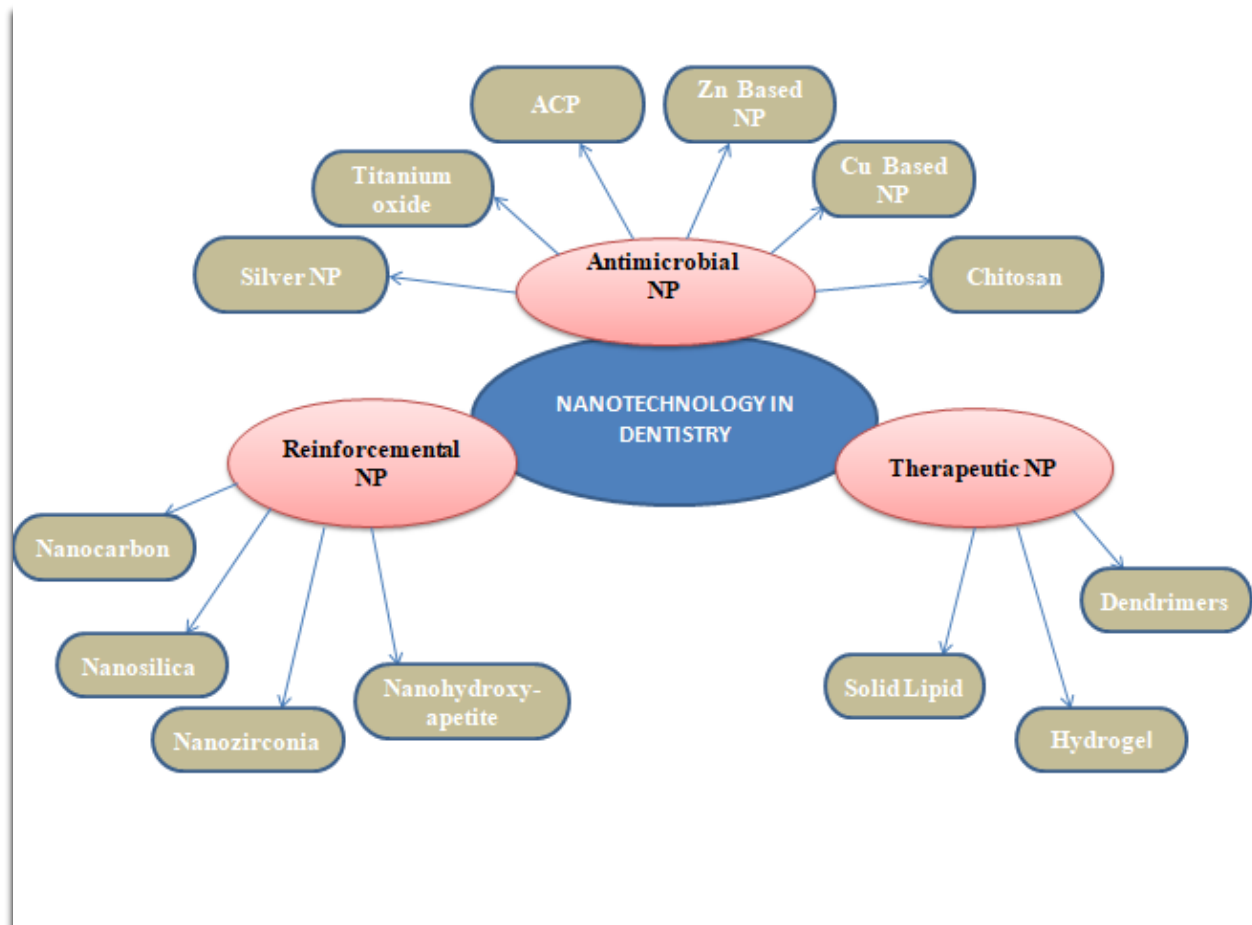 ACP
Zn Based
NP
Titanium
oxide
Cu Based
NP
Silver NP
Antimicrobial
NP
Chitosan
NANOTECHNOLOGY IN
DENTISTRY
Reinforcemental
NP
Therapeutic NP
Nanocarbon
Nanosilica
Nanozirconia
Nanohydroxy-
apetite
Solid Lipid
Hydrogel
Dendrimers